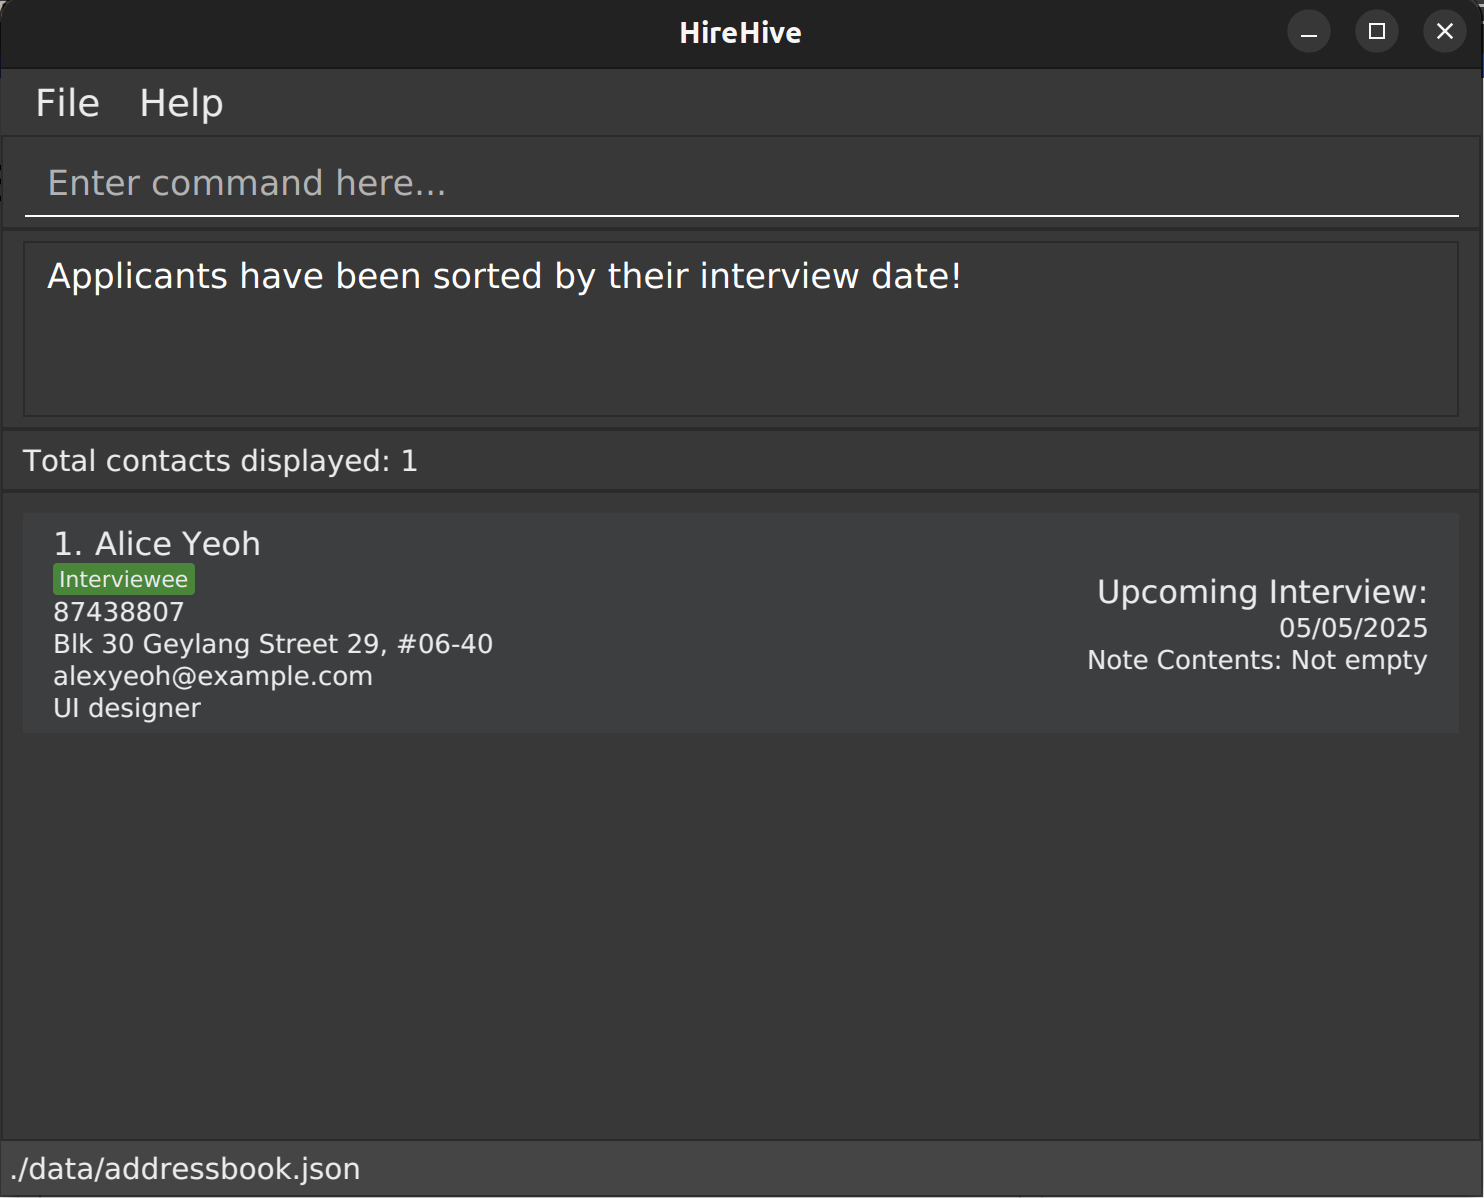 HireHive
File Help
Enter command here...
Applicants have been sorted by their interview date!
Total contacts displayed: 1
1. Alice Yeoh
Interviewee
87438807
Blk 30 Geylang Street 29, #06-40
alexyeoh@example.com
UI designer
Upcoming Interview:
05/05/2025
Note Contents: Not empty
./data/addressbook.json